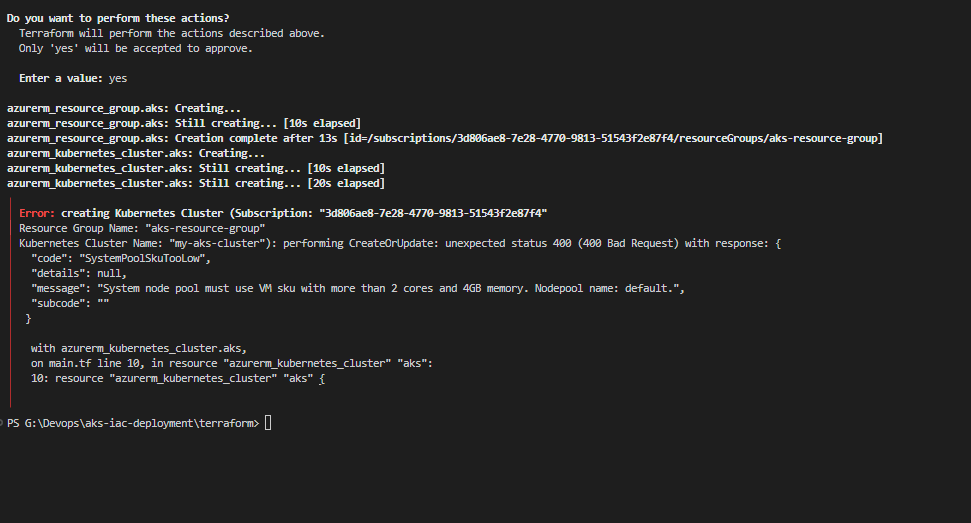 Do you want to perform these actions?
Terraform will perform the actions described above.
Only 'yes' will be accepted to approve.
Enter a value: yes
azurerm_resource_group.aks: Creating...
azurerm_resource_group.aks: Still creating... [10s elapsed]
azurerm_resource_group.aks: Creation complete after 13s [id=/subscriptions/3d806ae8-7e28-4770-9813-51543f2e87f4/resourceGroups/aks-resource-group]
azurerm_kubernetes_cluster.aks: Creating...
azurerm_kubernetes_cluster.aks: Still creating... [10s elapsed]
azurerm_kubernetes_cluster.aks: Still creating... [20s elapsed]
Error: creating Kubernetes Cluster (Subscription: "3d806ae8-7e28-4770-9813-51543f2e87f4"
Resource Group Name: "aks-resource-group"
Kubernetes Cluster Name: "my-aks-cluster"): performing CreateOrUpdate: unexpected status 400 (400 Bad Request) with response: {
"code": "SystemPoolSkuTooLow",
"details": null,
"message": "System node pool must use VM sku with more than 2 cores and 4GB memory. Nodepool name: default.",
"subcode": ""
}
with azurerm_kubernetes_cluster.aks,
on main.tf line 10, in resource "azurerm_kubernetes_cluster" "aks":
10: resource "azurerm_kubernetes_cluster" "aks" {
PS G:\Devops\aks-iac-deployment\terraform>